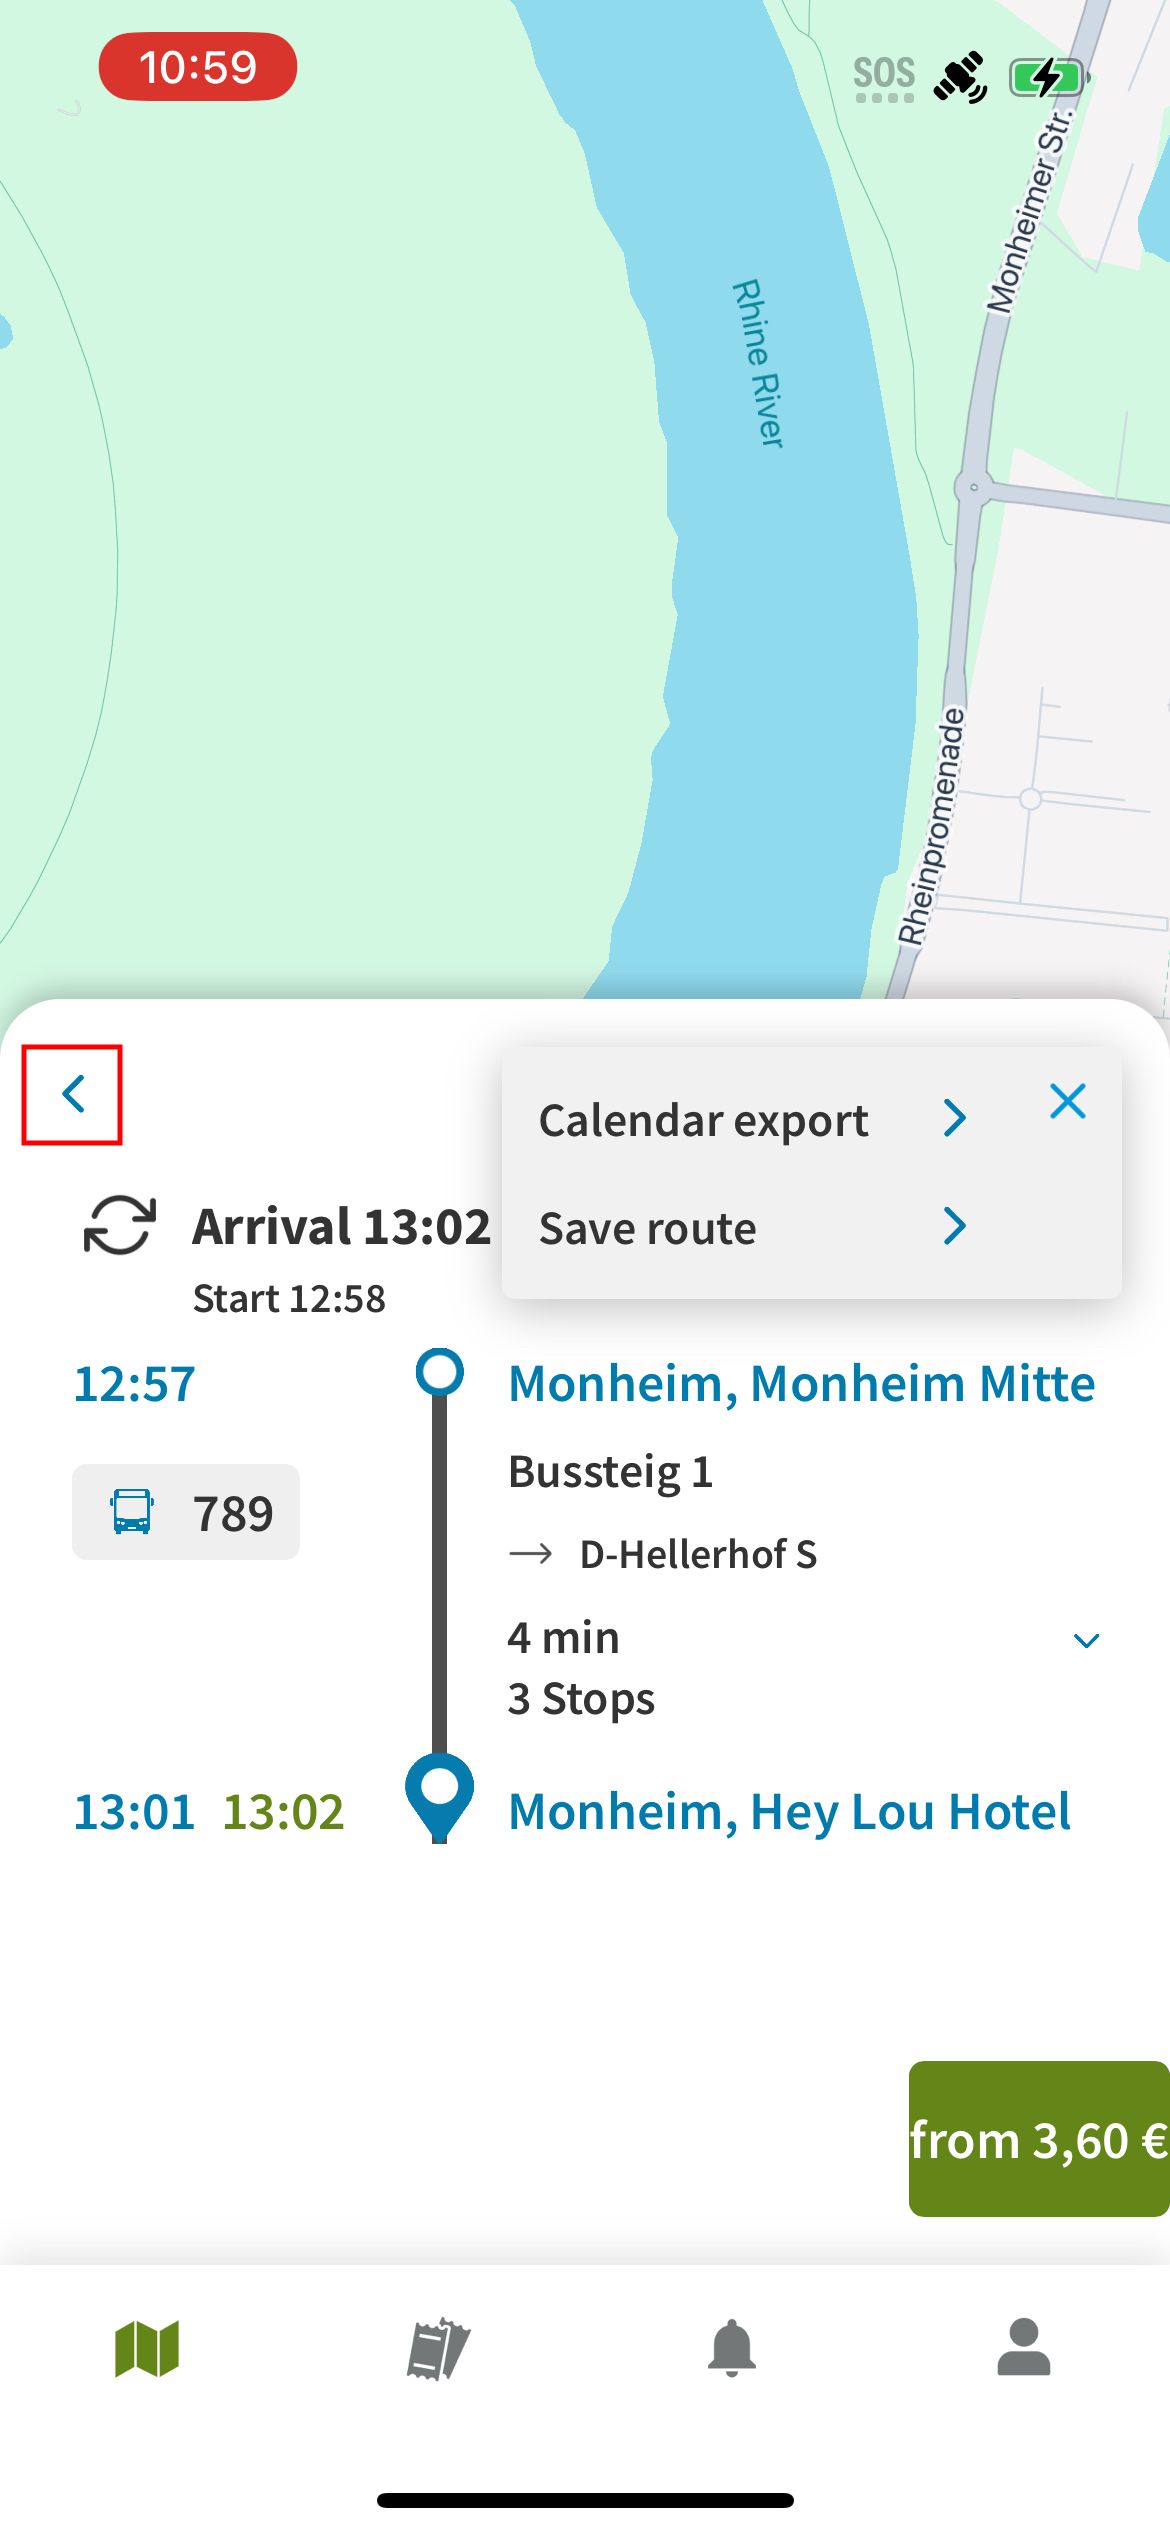 10:59
SOS
Monheimer Str.
Rhine River
Rheinpromenade
Calendar export
Save route
Arrival 13:02
Start 12:58
12:57
Monheim, Monheim Mitte
Bussteig 1
789
→ D-Hellerhof S
4 min
3 Stops
13:01 13:02
Monheim, Hey Lou Hotel
from 3,60 €